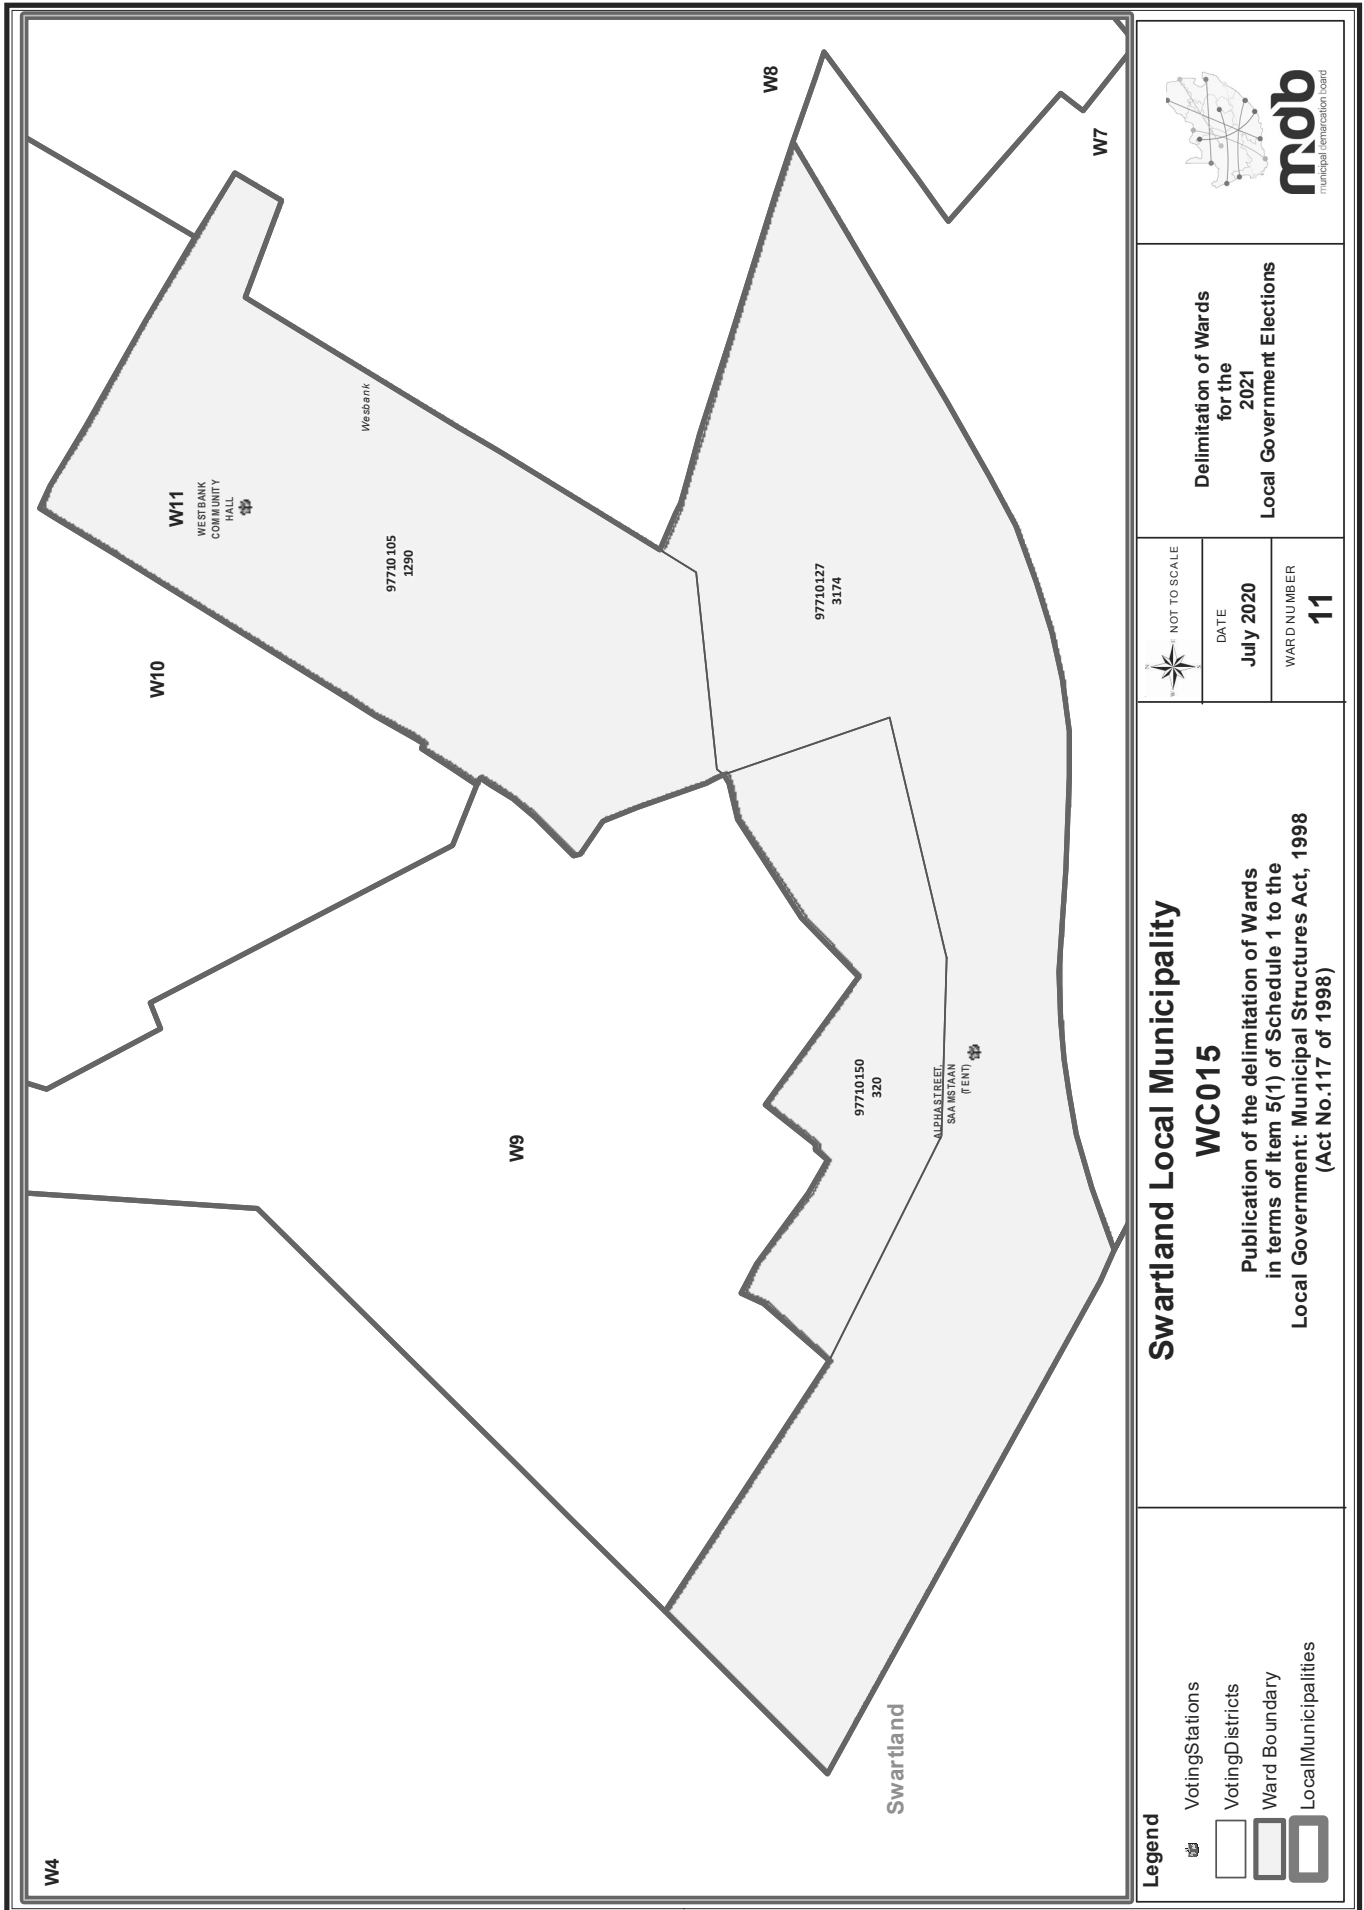 W4
W8
W7
W10
W11
WESTBANK
COMMUNITY
HALL
Wesbank
97710105
1290
97710127
3174
W9
97710150
320
ALPHA STREET,
SAAMSTAAN
(TENT)
Swartland
Legend
VotingStations
VotingDistricts
Ward Boundary
LocalMunicipalities
Swartland Local Municipality
WC015
Publication of the delimitation of Wards
in terms of Item 5(1) of Schedule 1 to the
Local Government: Municipal Structures Act, 1998
(Act No.117 of 1998)
N
W
E
S
NOT TO SCALE
DATE
July 2020
WARD NUMBER
11
Delimitation of Wards
for the
2021
Local Government Elections
mdb
municipal demarcation board